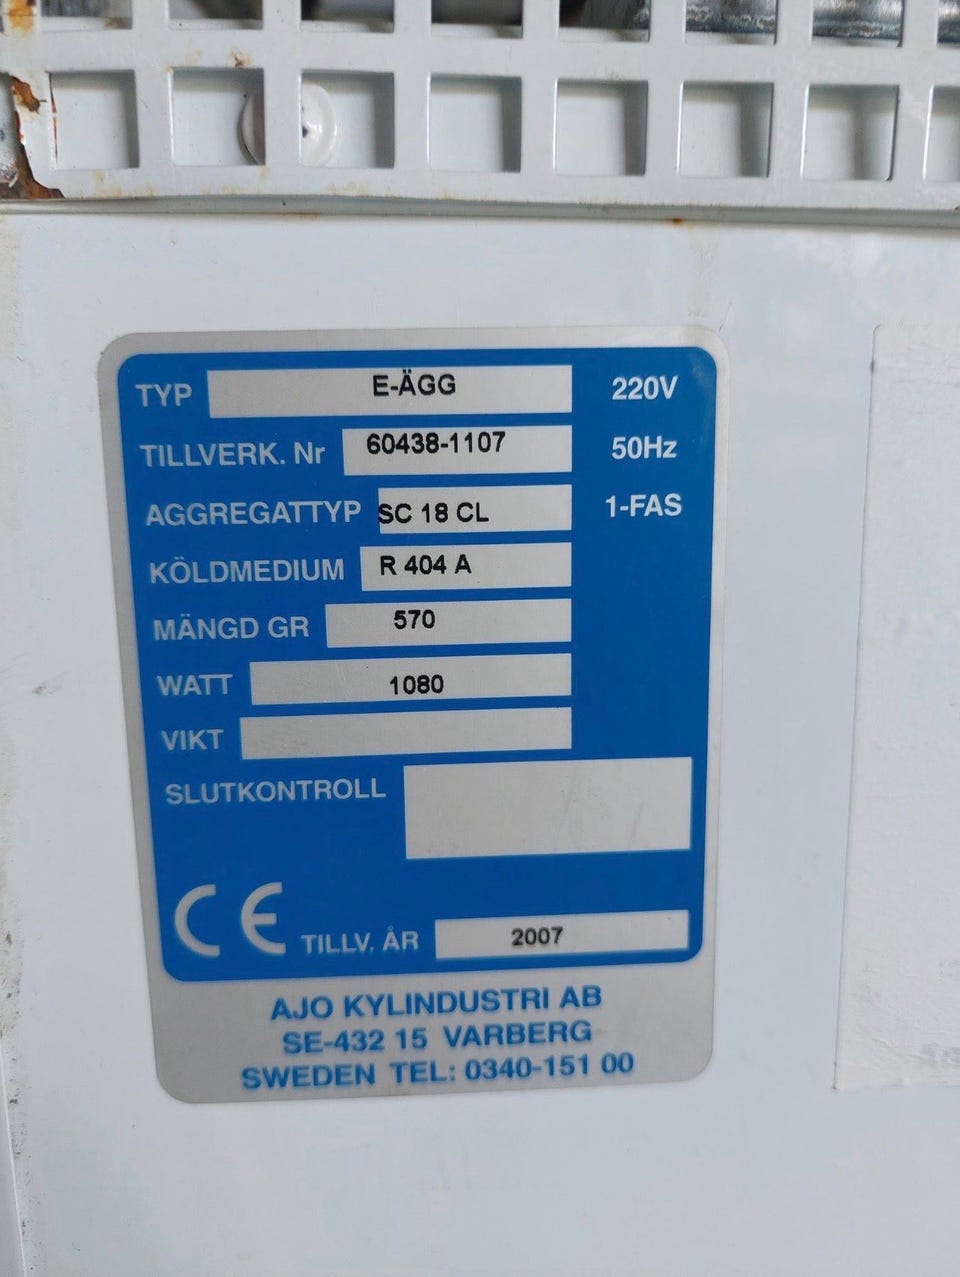 TYP E-ÄGG 220V
TILLVERK. Nr 60438-1107 50Hz
AGGREGATTYP SC 18 CL 1-FAS
KÖLDMEDIUM R 404 A
MÄNGD GR 570
WATT 1080
VIKT
SLUTKONTROLL
CE TILLV. ÅR 2007
AJO KYLINDUSTRI AB
SE-432 15 VARBERG
SWEDEN TEL: 0340-151 00